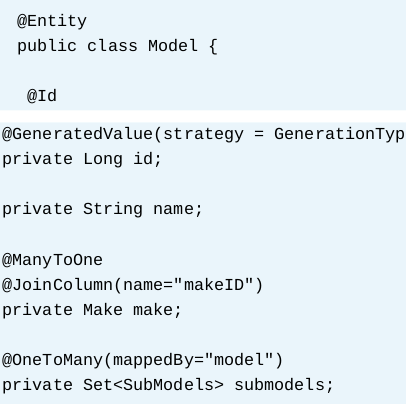 @Entity
public class Model {
@Id
@GeneratedValue(strategy = GenerationTyp
private Long id;
private String name;
@ManyToOne
@JoinColumn(name="makeID")
private Make make;
@OneToMany(mappedBy="model")
private Set<SubModels> submodels;